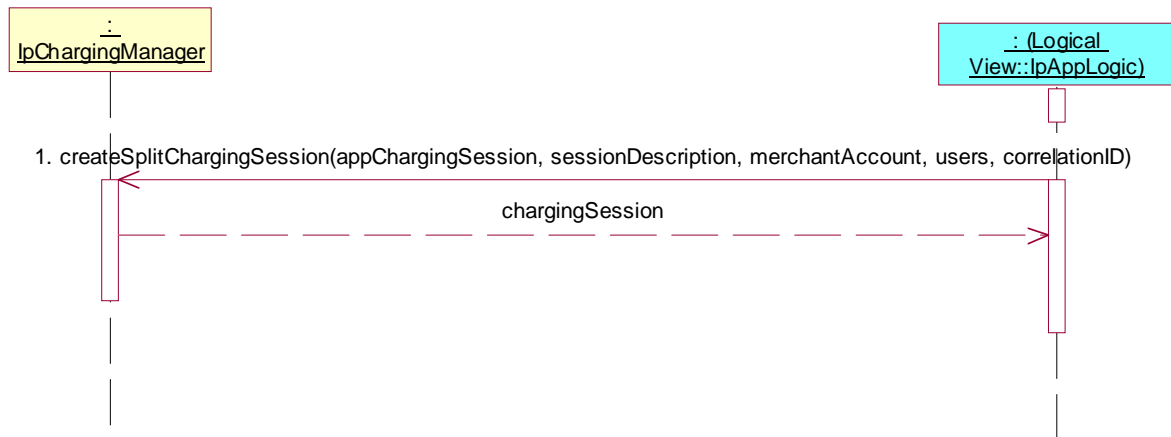 :
IpChargingManager
: (Logical
View::IpAppLogic)
1. createSplitChargingSession(appChargingSession, sessionDescription, merchantAccount, users, correlationID)
chargingSession